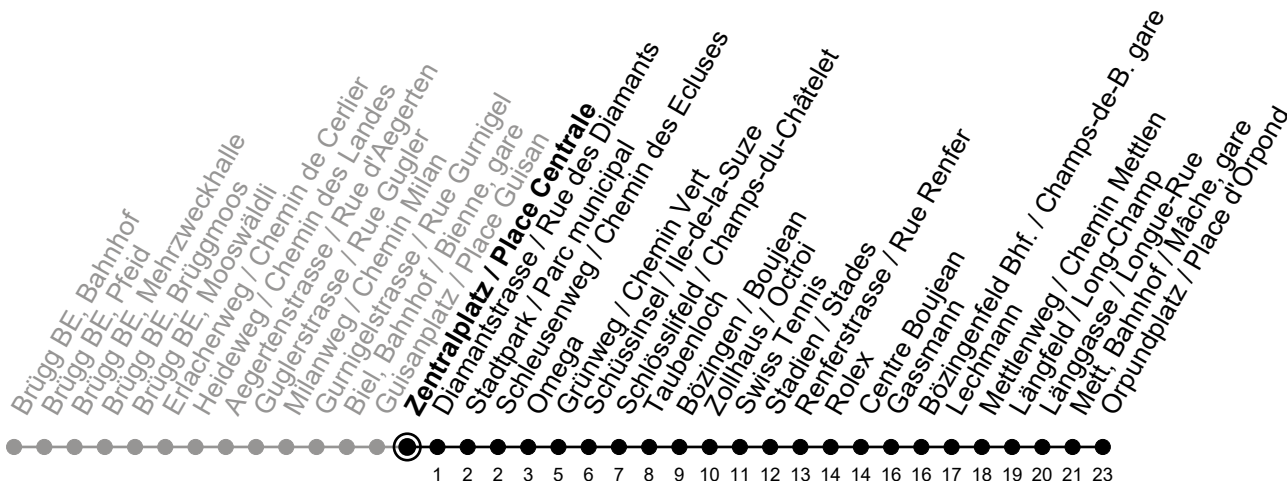 Brügg BE, Bahnhof
Brügg BE, Pfeid
Brügg BE, Mehrzweckhalle
Brügg BE, Brüggmoos
Brügg BE, Mooswäldi
Erlacherweg / Chemin de Cerlier
Heideweg / Chemin des Landes
Aegertenstrasse / Rue d'Aegerten
Guglerstrasse / Rue Gugler
Milanweg / Chemin Milan
Gurnigelstrasse / Rue Gurnigel
Biel, Bahnhof / Bienne, gare
Guisanplatz / Place Guisan
Zentralplatz / Place Centrale
Diamantstrasse / Rue des Diamants
Stadtpark / Parc municipal
Schleusenweg / Chemin des Ecluses
Omega
Grünweg / Chemin Vert
Schüssinsel / Ile-de-la-Suze
Schlösslifeld / Champs-du-Châtelet
Taubenloch
Bözingen / Boujean
Zollhaus / Octroi
Swiss Tennis
Stadien / Stades
Renferstrasse / Rue Renfer
Rolex
Centre Boujean
Gassmann
Bözingenfeld Bhf. / Champs-de-B. gare
Lechmann
Mettlenweg / Chemin Mettlen
Längfeld / Long-Champ
Länggasse / Longue-Rue
Mett, Bahnhof / Mâche, gare
Orpundplatz / Place d'Orpond
1 2 2 3 5 6 7 8 9 10 11 12 13 14 14 16 16 17 18 19 20 21 23